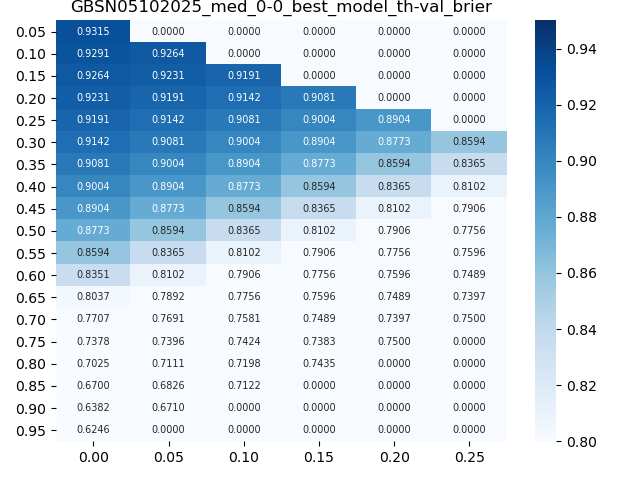 GBSN05102025_med_0-0_best_model_th-val_brier
0.05 0.9315 0.0000 0.0000 0.0000 0.0000 0.0000
0.10 0.9291 0.9264 0.0000 0.0000 0.0000 0.0000
0.15 0.9264 0.9231 0.9191 0.0000 0.0000 0.0000
0.20 0.9231 0.9191 0.9142 0.9081 0.0000 0.0000
0.25 0.9191 0.9142 0.9081 0.9004 0.8904 0.0000
0.30 0.9142 0.9081 0.9004 0.8904 0.8773 0.8594
0.35 0.9081 0.9004 0.8904 0.8773 0.8594 0.8365
0.40 0.9004 0.8904 0.8773 0.8594 0.8365 0.8102
0.45 0.8904 0.8773 0.8594 0.8365 0.8102 0.7906
0.50 0.8773 0.8594 0.8365 0.8102 0.7906 0.7756
0.55 0.8594 0.8365 0.8102 0.7906 0.7756 0.7596
0.60 0.8351 0.8102 0.7906 0.7756 0.7596 0.7489
0.65 0.8037 0.7892 0.7756 0.7596 0.7489 0.7397
0.70 0.7707 0.7691 0.7581 0.7489 0.7397 0.7500
0.75 0.7378 0.7396 0.7424 0.7383 0.7500 0.0000
0.80 0.7025 0.7111 0.7198 0.7435 0.0000 0.0000
0.85 0.6700 0.6826 0.7122 0.0000 0.0000 0.0000
0.90 0.6382 0.6710 0.0000 0.0000 0.0000 0.0000
0.95 0.6246 0.0000 0.0000 0.0000 0.0000 0.0000
0.00 0.05 0.10 0.15 0.20 0.25
0.94
0.92
0.90
0.88
0.86
0.84
0.82
0.80